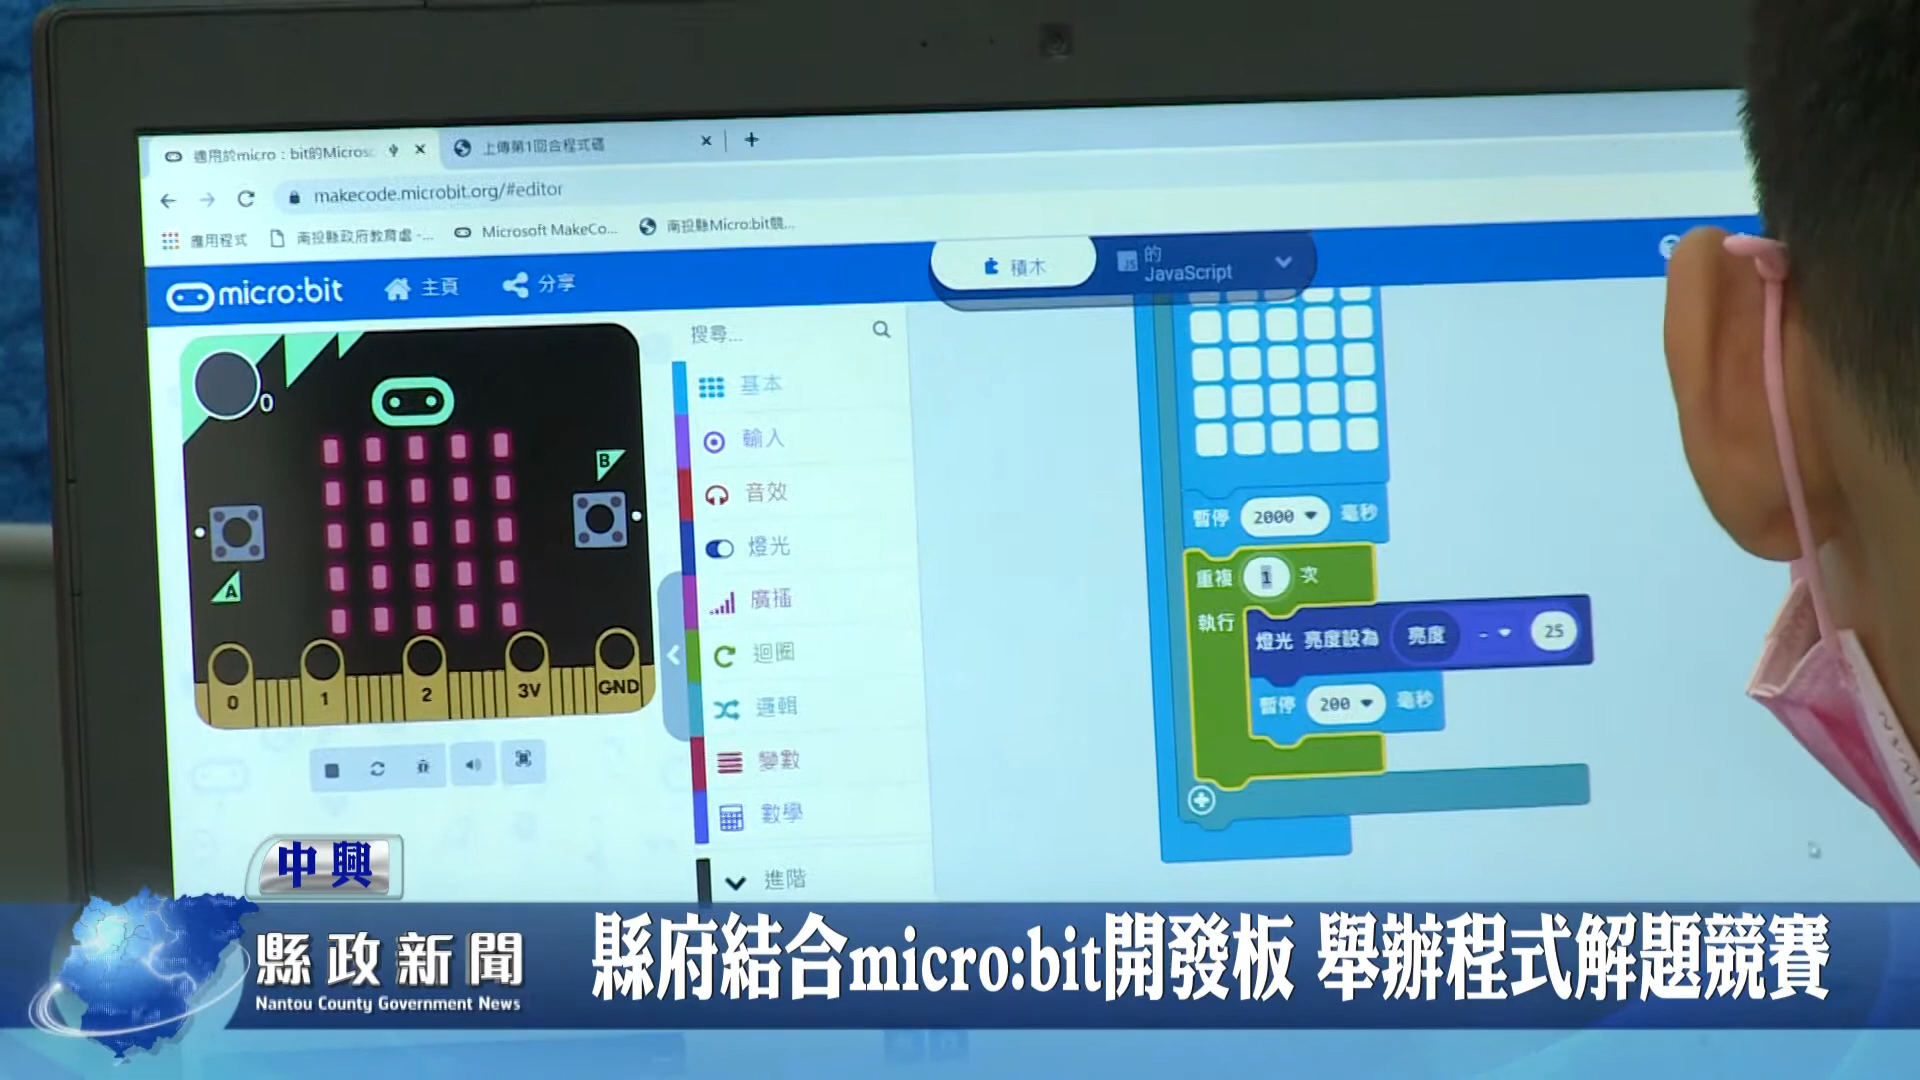 適用於micro：bit的Micros
上傳第1回合程式碼
makecode.microbit.org/#editor
應用程式
南投縣政府教育處 -...
Microsoft MakeCo...
南投縣Micro:bit競...
micro:bit
主頁
分享
積木
JS
的
JavaScript
搜尋...
基本
輸入
音效
燈光
廣播
迴圈
邏輯
變數
數學
進階
0
A
B
0
1
2
3V
GND
暫停 2000 毫秒
重複 1 次
執行
燈光 亮度設為 亮度 - 25
暫停 200 毫秒
中興
縣政新聞
Nantou County Government News
縣府結合micro:bit開發板 舉辦程式解題競賽